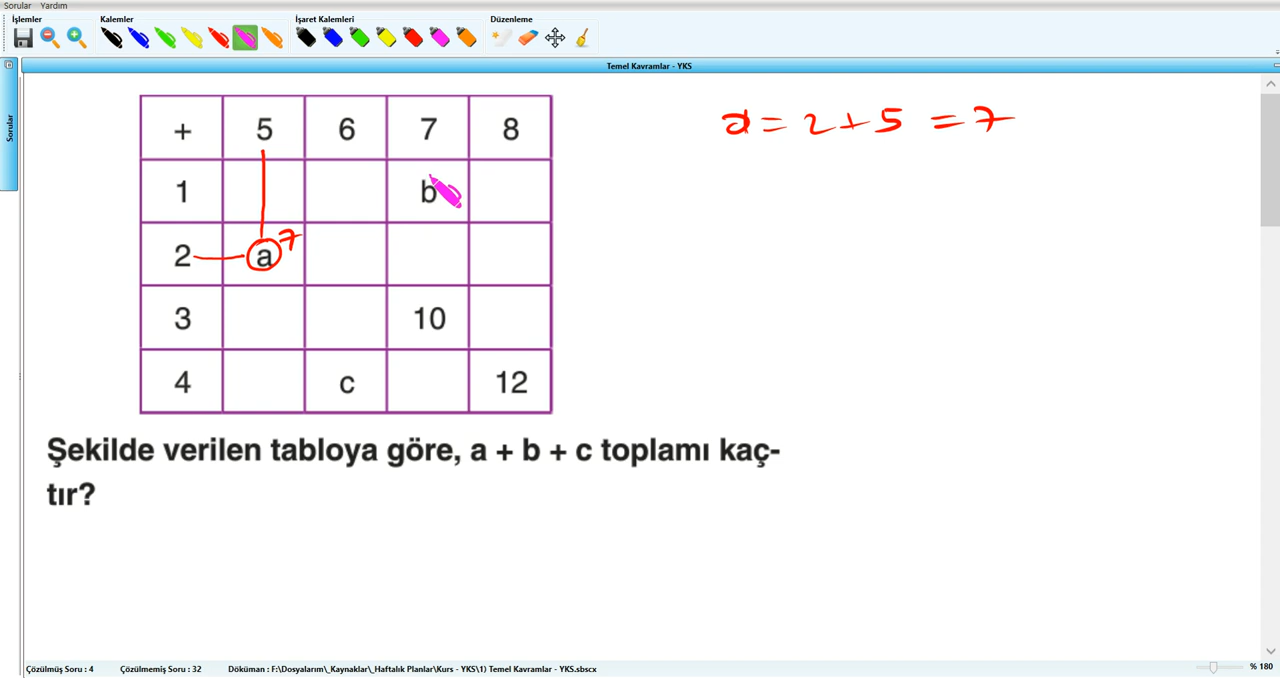 Sorular Yardım
İşlemler Kalemler İşaret Kalemleri Düzenleme
Temel Kavramlar - YKS
Sorular
+ 5 6 7 8
1 b
2 a 7
3 10
4 c 12
a = 2 + 5 = 7
Şekilde verilen tabloya göre, a + b + c toplamı kaç-
tır?
Çözülmüş Soru : 4 Çözülmemiş Soru : 32 Döküman : F:\Dosyalarım\_Kaynaklar\_Haftalık Planlar\Kurs - YKS\1) Temel Kavramlar - YKS.sbscx % 180